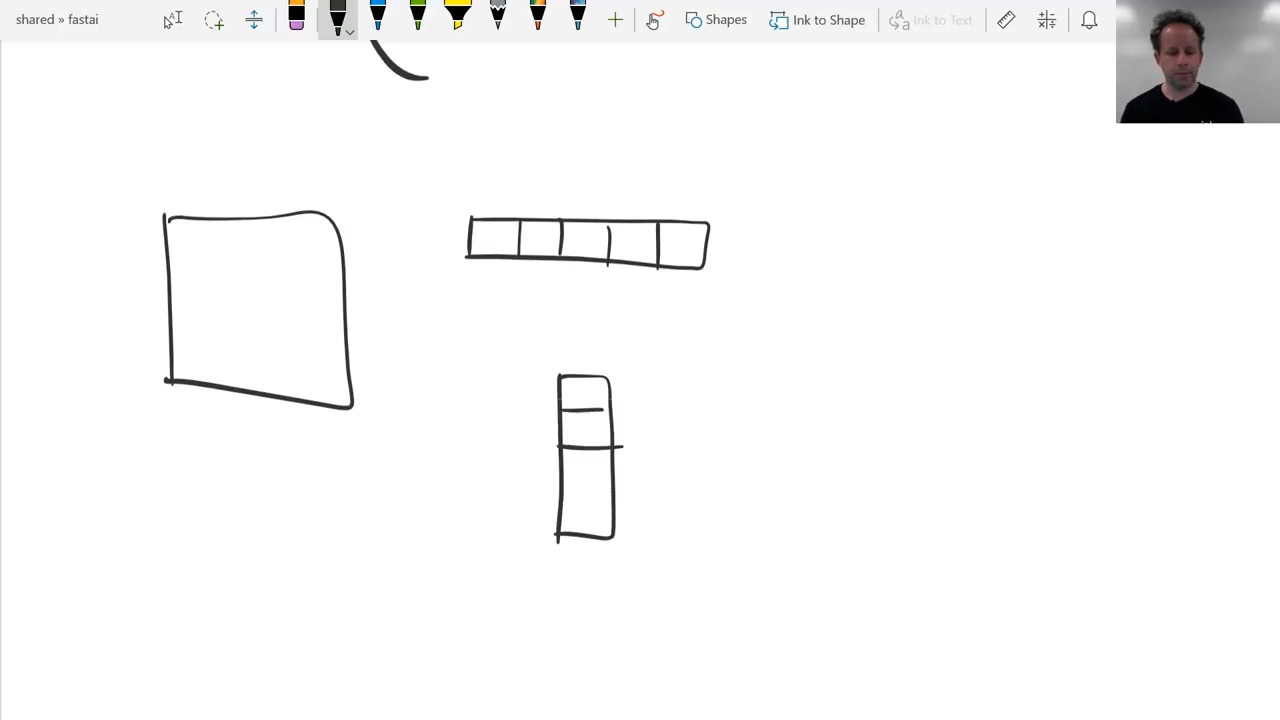 shared » fastai
Shapes
Ink to Shape
Ink to Text